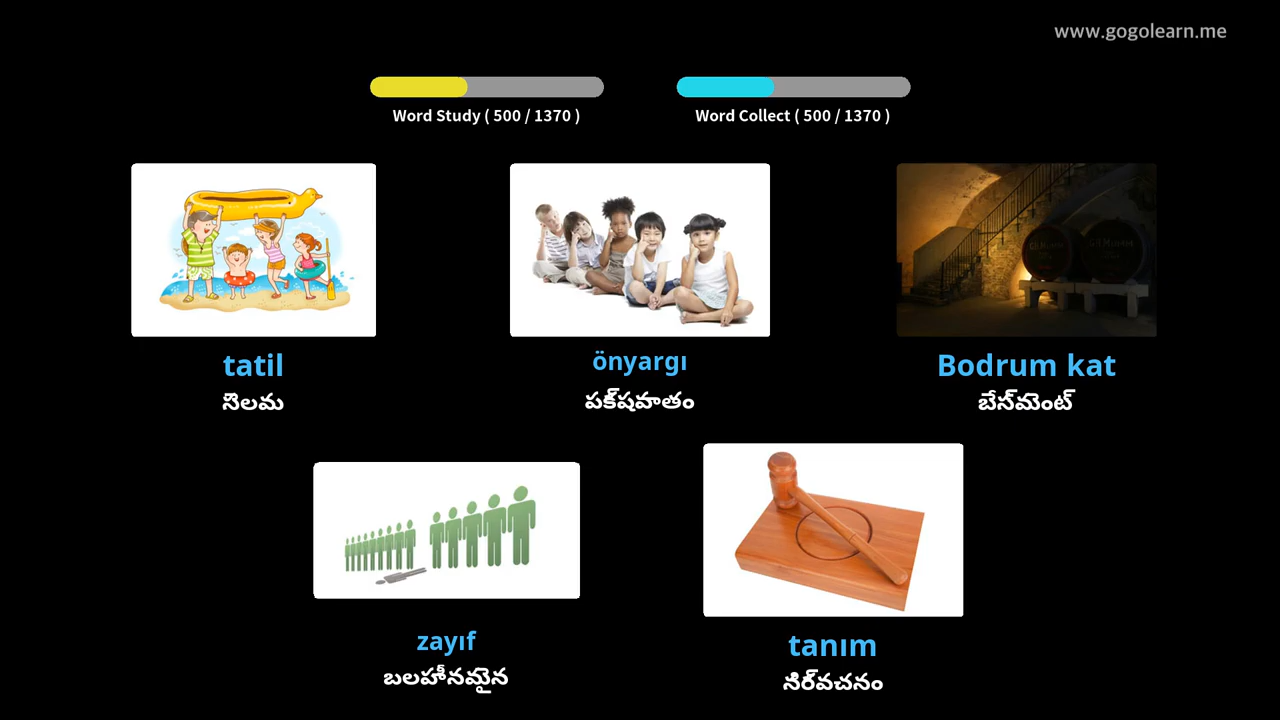 www.gogolearn.me
Word Study ( 500 / 1370 )
Word Collect ( 500 / 1370 )
tatil
önyargı
Bodrum kat
సెలమ
పక్‌షపాతం
బేస్‌మెంట్
zayıf
tanım
బలహీనమైన
నిర్‌వచనం